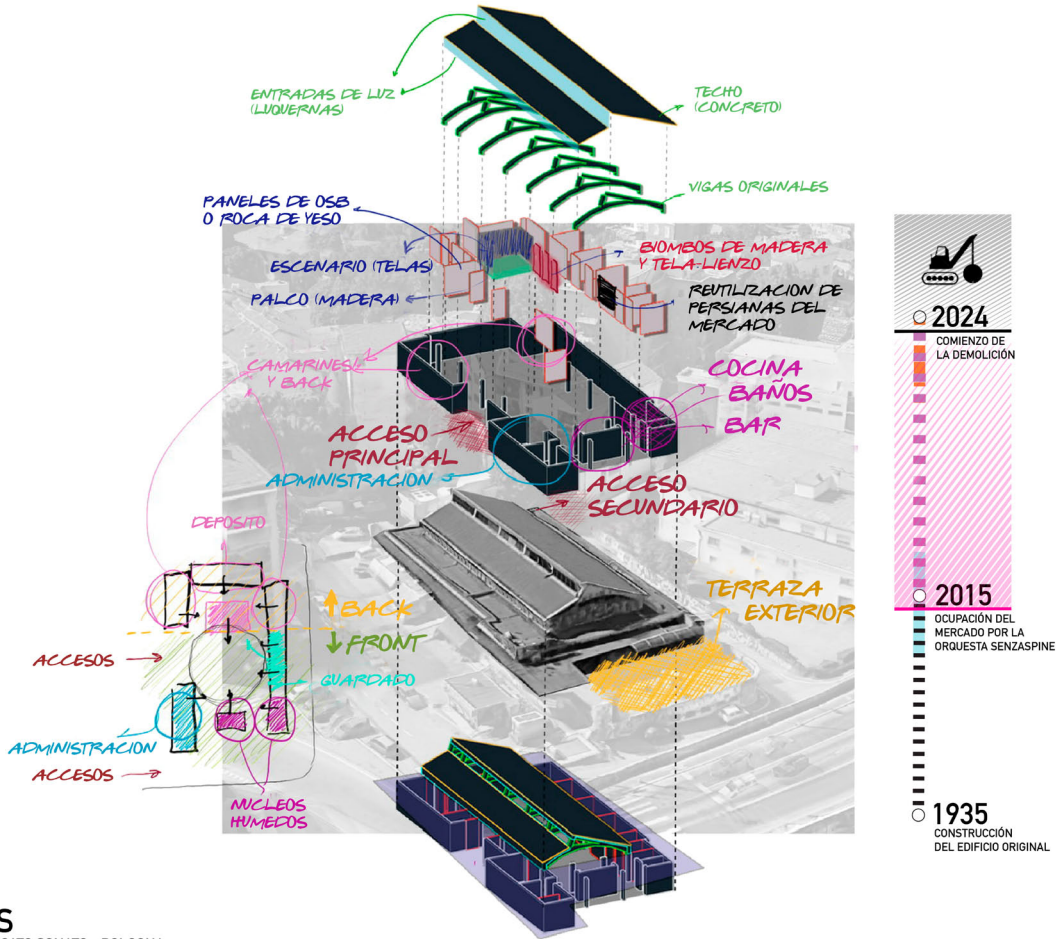 ENTRADAS DE LUZ
(LUQUERNAS)
TECHO
(CONCRETO)
VIGAS ORIGINALES
PANELES DE OSB
O ROCA DE YESO
ESCENARIO (TELAS)
PALCO (MADERA)
BIOMBOS DE MADERA
Y TELA-LIENZO
REUTILIZACION DE
PERSIANAS DEL
MERCADO
CAMARINES
Y BACK
COCINA
BAÑOS
BAR
ACCESO
PRINCIPAL
ADMINISTRACION
ACCESO
SECUNDARIO
TERRAZA
EXTERIOR
DEPOSITO
BACK
FRONT
ACCESOS
GUARDADO
ADMINISTRACION
ACCESOS
NUCLEOS
HUMEDOS
2024
COMIENZO DE
LA DEMOLICIÓN
2015
OCUPACIÓN DEL
MERCADO POR LA
ORQUESTA SENZASPINE
1935
CONSTRUCCIÓN
DEL EDIFICIO ORIGINAL
S